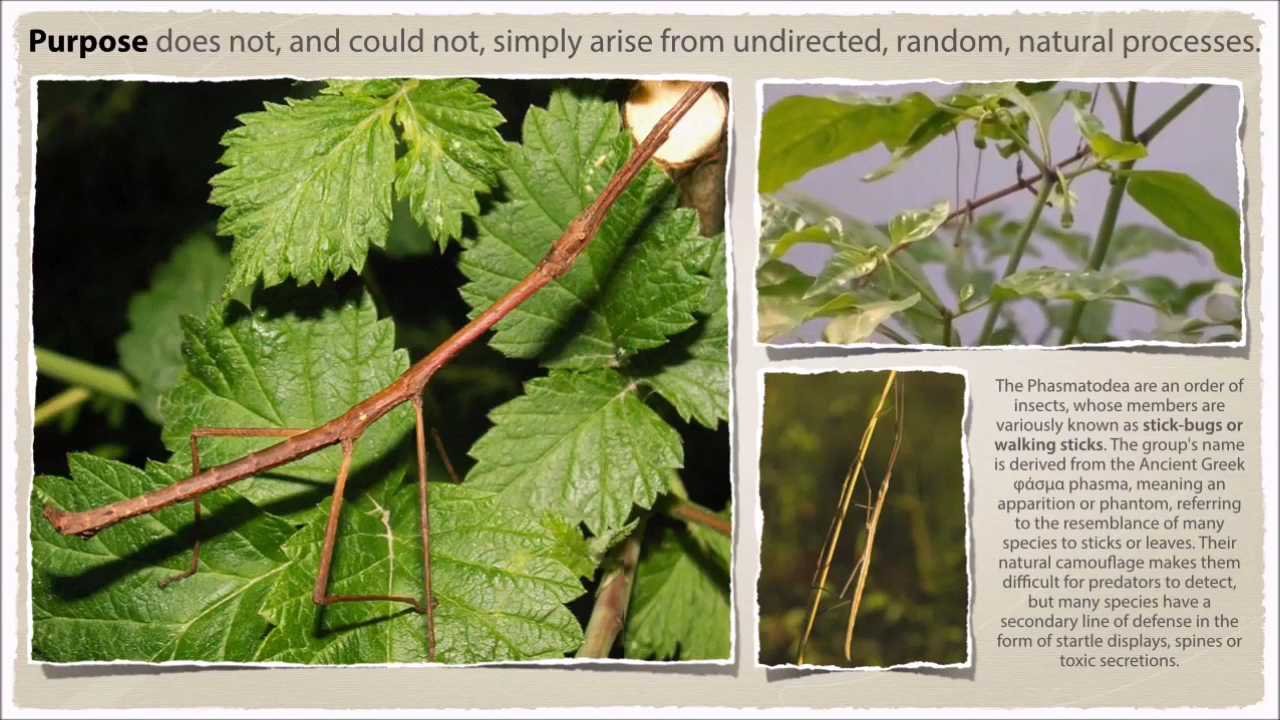 Purpose does not, and could not, simply arise from undirected, random, natural processes.
The Phasmatodea are an order of
insects, whose members are
variously known as stick-bugs or
walking sticks. The group's name
is derived from the Ancient Greek
φάσμα phasma, meaning an
apparition or phantom, referring
to the resemblance of many
species to sticks or leaves. Their
natural camouflage makes them
difficult for predators to detect,
but many species have a
secondary line of defense in the
form of startle displays, spines or
toxic secretions.